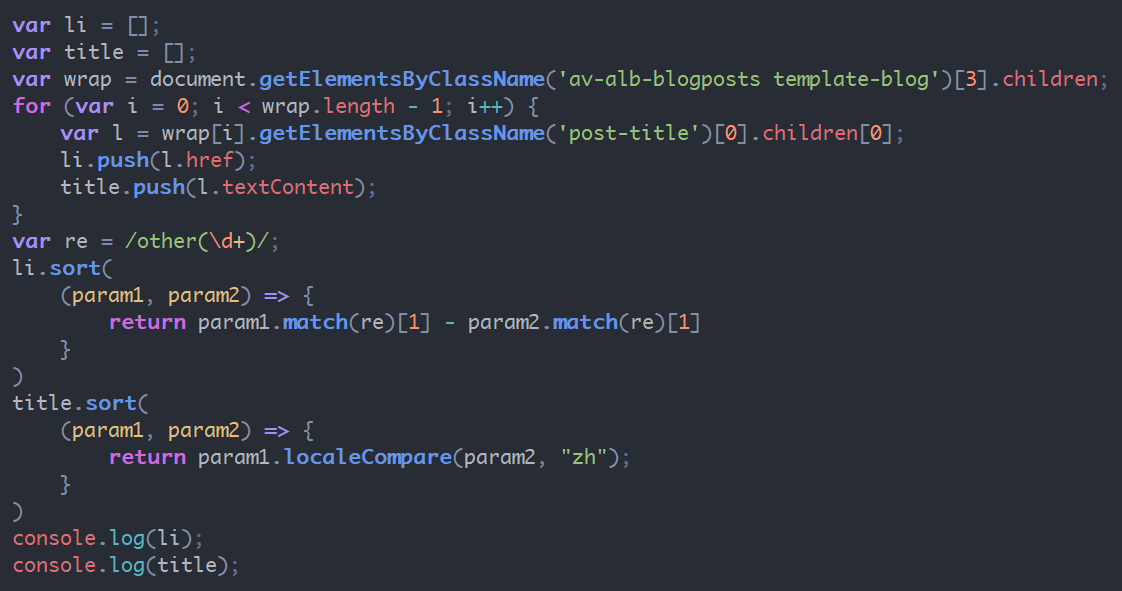 var li = [];
var title = [];
var wrap = document.getElementsByClassName('av-alb-blogposts template-blog')[3].children;
for (var i = 0; i < wrap.length - 1; i++) {
    var l = wrap[i].getElementsByClassName('post-title')[0].children[0];
    li.push(l.href);
    title.push(l.textContent);
}
var re = /other(\d+)/;
li.sort(
    (param1, param2) => {
        return param1.match(re)[1] - param2.match(re)[1]
    }
)
title.sort(
    (param1, param2) => {
        return param1.localeCompare(param2, "zh");
    }
)
console.log(li);
console.log(title);